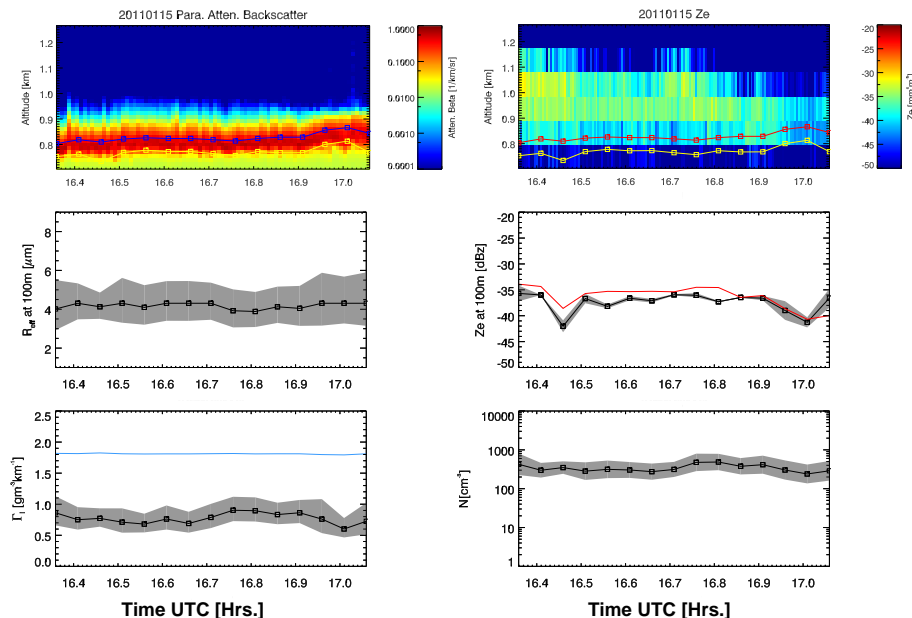 20110115 Para. Atten. Backscatter
1.2
1.1
1.0
0.9
0.8
Altitude [km]
16.4 16.5 16.6 16.7 16.8 16.9 17.0
1.0000
0.1000
0.0100
0.0010
0.0001
Atten. Beta [1/km/sr]
20110115 Ze
1.2
1.1
1.0
0.9
0.8
Altitude [km]
16.4 16.5 16.6 16.7 16.8 16.9 17.0
-20
-25
-30
-35
-40
-45
-50
8
6
4
2
R_eff at 100m [μm]
16.4 16.5 16.6 16.7 16.8 16.9 17.0
-20
-25
-30
-35
-40
-45
-50
Ze at 100m [dBz]
16.4 16.5 16.6 16.7 16.8 16.9 17.0
2.5
2.0
1.5
1.0
0.5
0.0
Γ_l [gm⁻³km⁻¹]
16.4 16.5 16.6 16.7 16.8 16.9 17.0
Time UTC [Hrs.]
10000
1000
100
10
1
N[cm⁻³]
16.4 16.5 16.6 16.7 16.8 16.9 17.0
Time UTC [Hrs.]